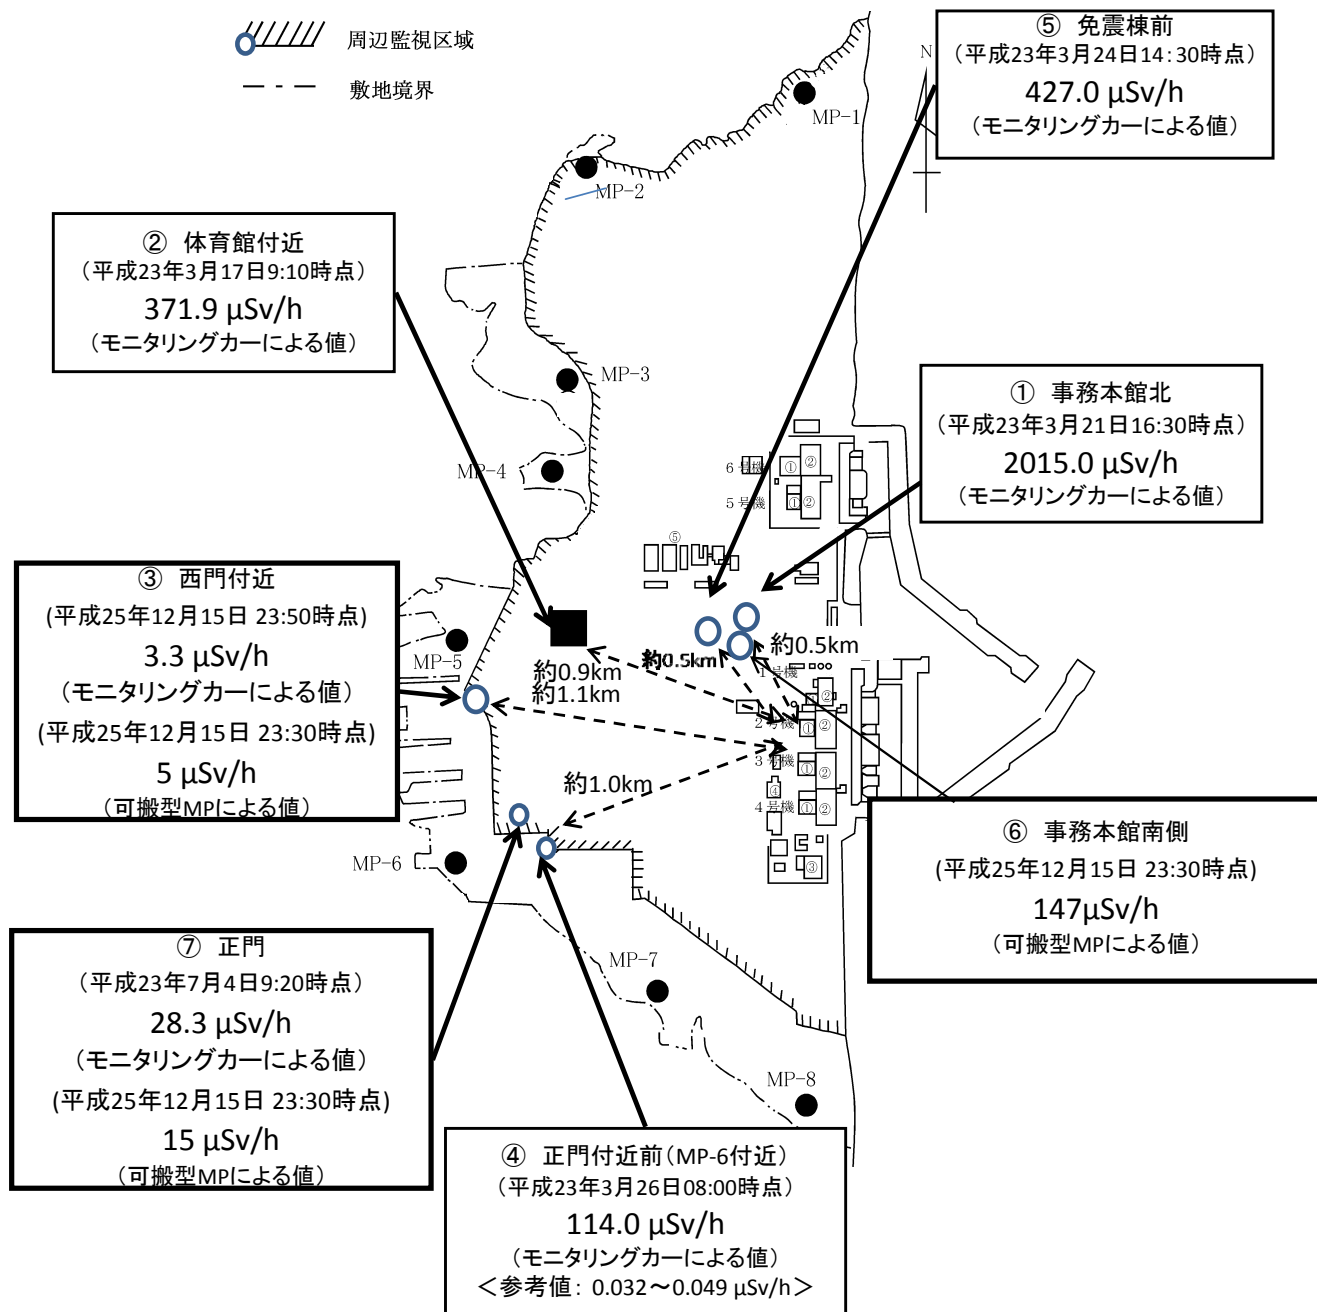 周辺監視区域
敷地境界
⑤ 免震棟前
（平成23年3月24日14:30時点）
427.0 μSv/h
（モニタリングカーによる値）
N
MP-1
MP-2
② 体育館付近
（平成23年3月17日9:10時点）
371.9 μSv/h
（モニタリングカーによる値）
MP-3
① 事務本館北
（平成23年3月21日16:30時点）
2015.0 μSv/h
（モニタリングカーによる値）
MP-4
6号機
①
②
5号機
①
②
⑤
③ 西門付近
(平成25年12月15日 23:50時点)
3.3 μSv/h
（モニタリングカーによる値）
(平成25年12月15日 23:30時点)
5 μSv/h
（可搬型MPによる値）
MP-5
約0.9km
約1.1km
約0.5km
約0.5km
1号機
②
2号機
①
②
3号機
①
②
約1.0km
④
4号機
①
②
③
MP-6
⑥ 事務本館南側
(平成25年12月15日 23:30時点)
147μSv/h
（可搬型MPによる値）
⑦ 正門
（平成23年7月4日9:20時点）
28.3 μSv/h
（モニタリングカーによる値）
(平成25年12月15日 23:30時点)
15 μSv/h
（可搬型MPによる値）
MP-7
MP-8
④ 正門付近前（MP-6付近）
（平成23年3月26日08:00時点）
114.0 μSv/h
（モニタリングカーによる値）
＜参考値: 0.032～0.049 μSv/h＞